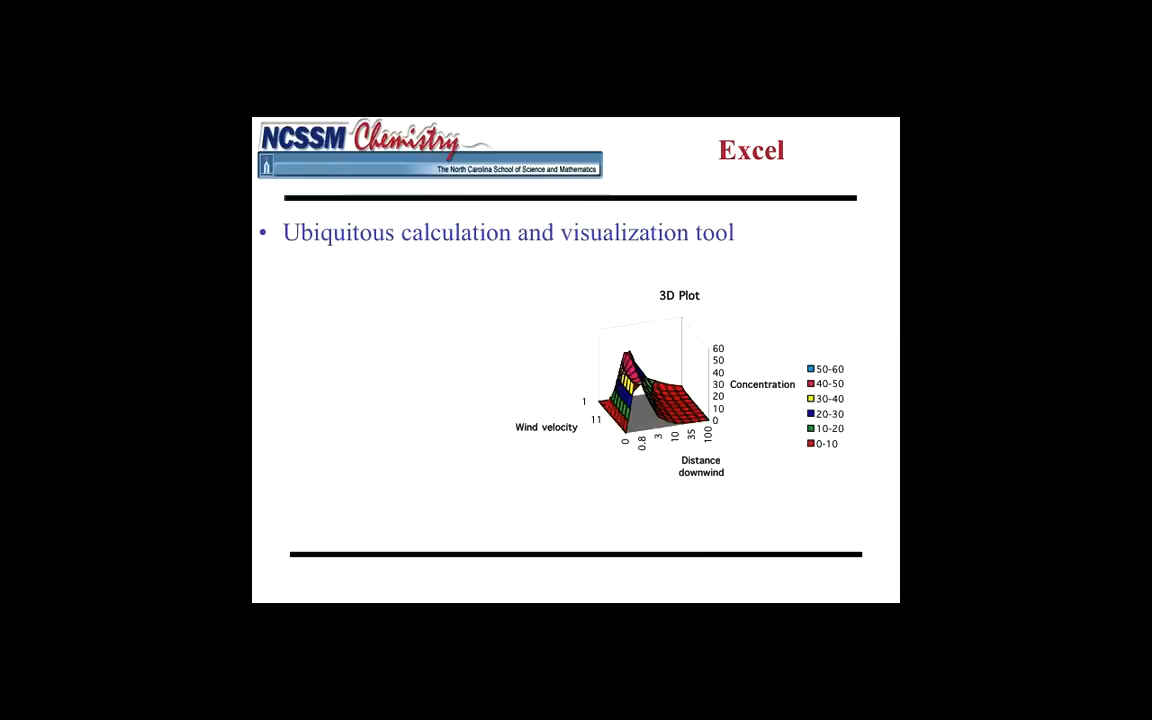 NCSSM Chemistry
The North Carolina School of Science and Mathematics
Excel
• Ubiquitous calculation and visualization tool
3D Plot
60
50
40
30
20
10
0
Concentration
50-60
40-50
30-40
20-30
10-20
0-10
1
11
Wind velocity
0
0.8
3
10
35
100
Distance
downwind